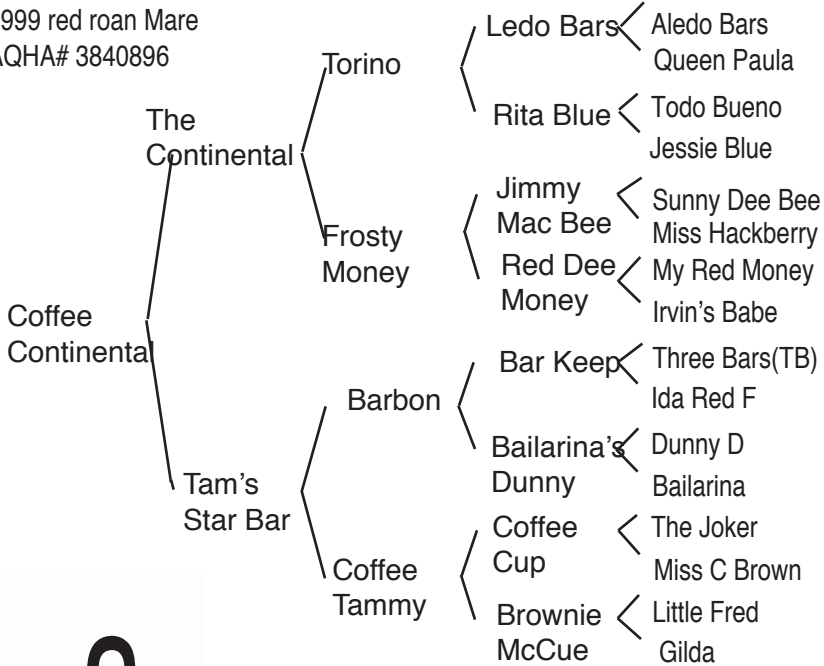 999 red roan Mare
AQHA# 3840896
Coffee
Continental
The
Continental
Tam's
Star Bar
Torino
Frosty
Money
Barbon
Coffee
Tammy
Ledo Bars
Rita Blue
Jimmy
Mac Bee
Red Dee
Money
Bar Keep
Bailarina's
Dunny
Coffee
Cup
Brownie
McCue
Aledo Bars
Queen Paula
Todo Bueno
Jessie Blue
Sunny Dee Bee
Miss Hackberry
My Red Money
Irvin's Babe
Three Bars(TB)
Ida Red F
Dunny D
Bailarina
The Joker
Miss C Brown
Little Fred
Gilda